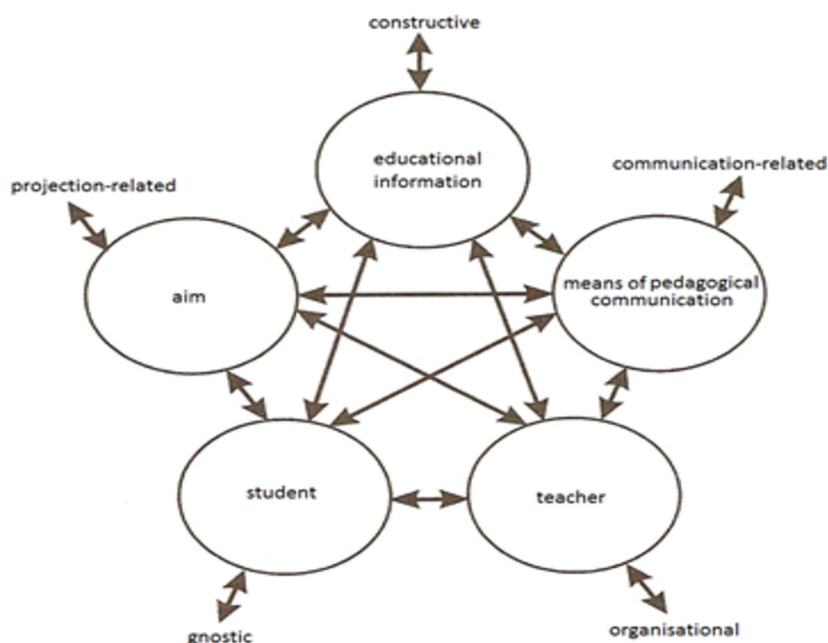 constructive
educational
information
projection-related
communication-related
aim
means of pedagogical
communication
student
teacher
gnostic
organisational